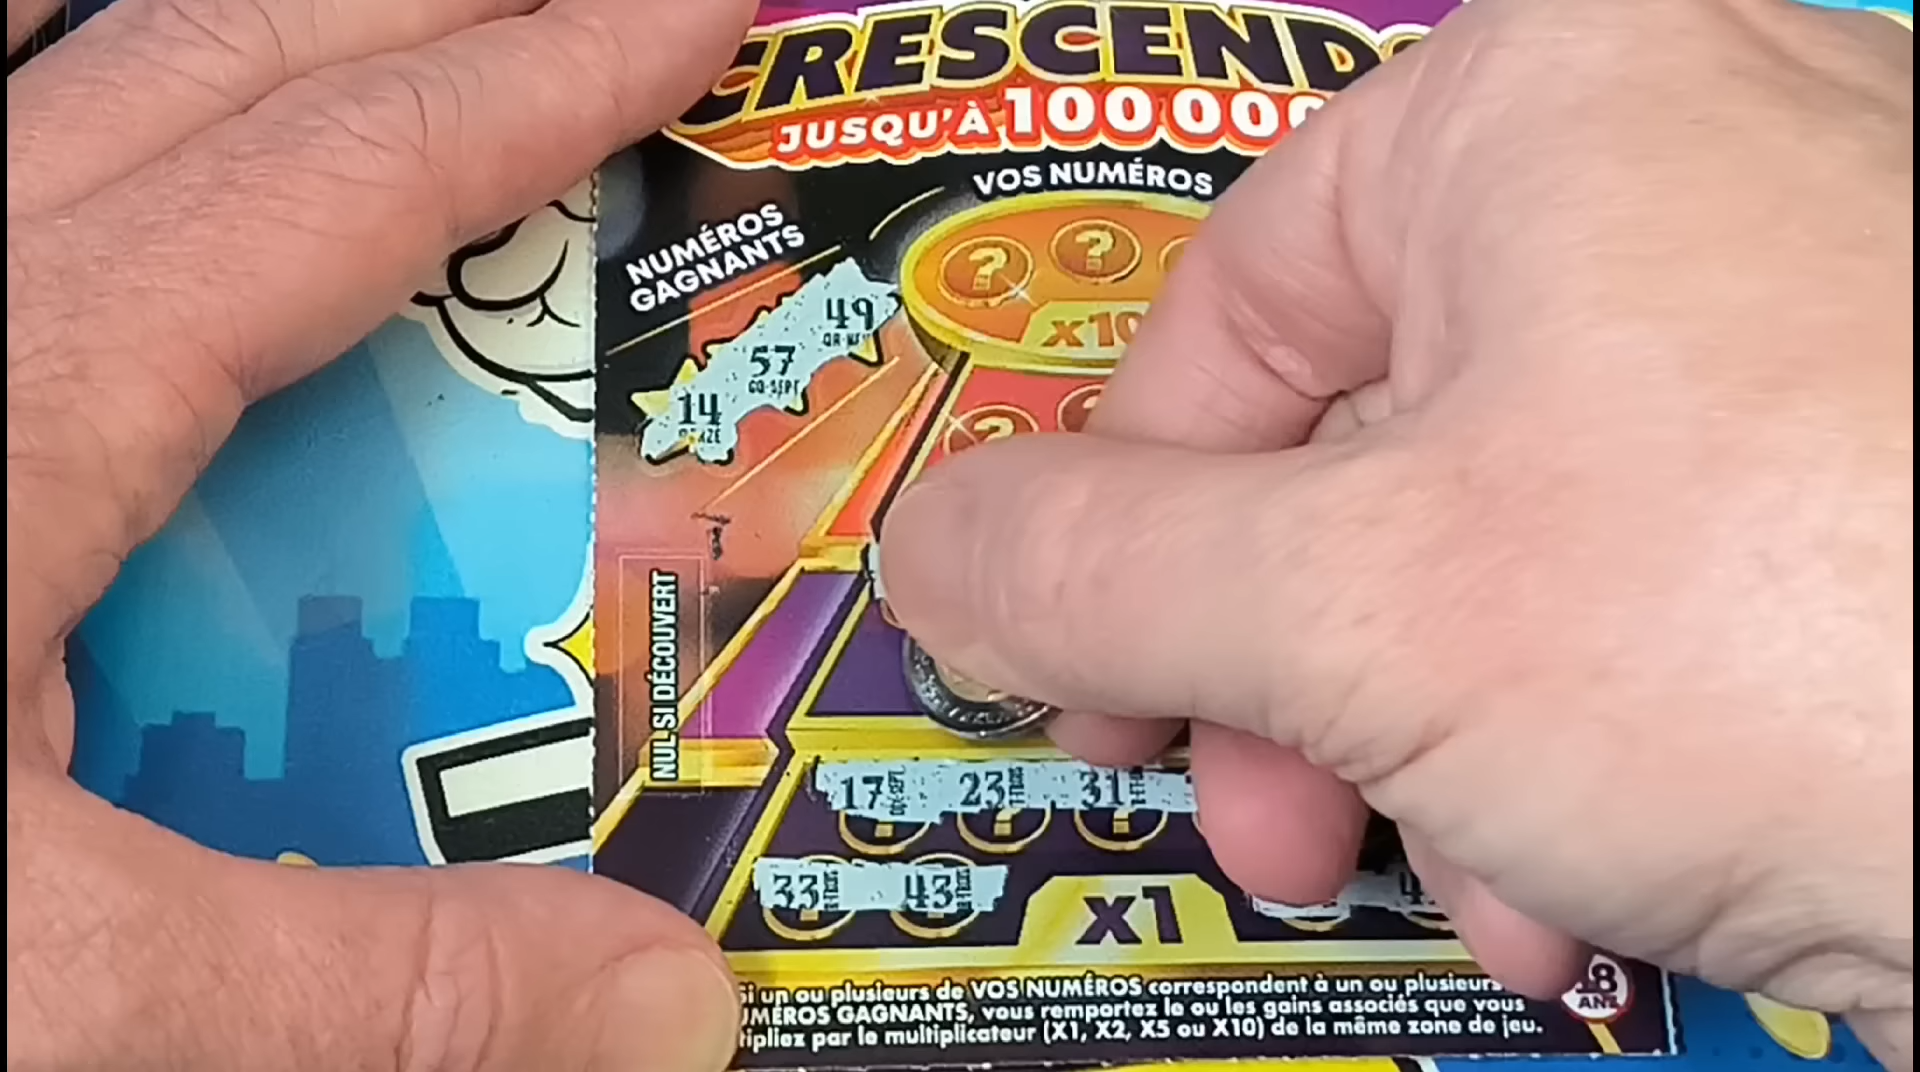 CRESCEND
JUSQU'À 100 000
VOS NUMÉROS
NUMÉROS
GAGNANTS
49
57
14
X10
NUL SI DÉCOUVERT
17 23 31
33 43
X1
18
ANS
Si un ou plusieurs de VOS NUMÉROS correspondent à un ou plusieurs
UMÉROS GAGNANTS, vous remportez le ou les gains associés que vous
tipliez par le multiplicateur (X1, X2, X5 ou X10) de la même zone de jeu.